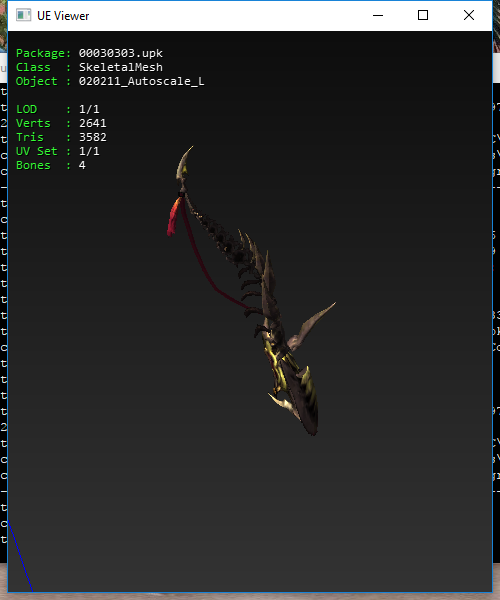 UE Viewer
Package: 00030303.upk
Class : SkeletalMesh
Object : 020211_Autoscale_L
LOD : 1/1
Verts : 2641
Tris : 3582
UV Set : 1/1
Bones : 4